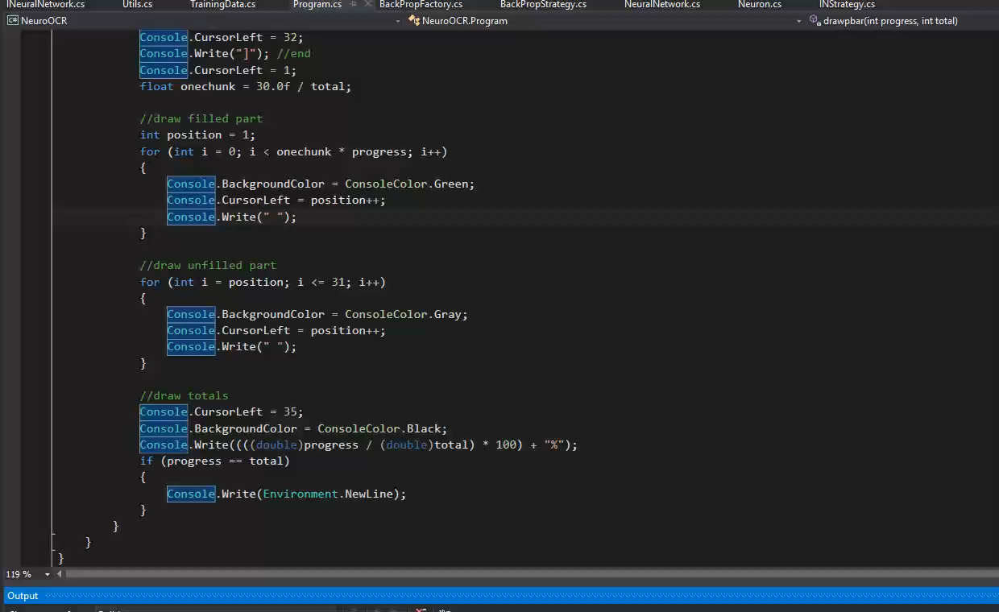 INeuralNetwork.cs Utils.cs TrainingData.cs Program.cs BackPropFactory.cs BackPropStrategy.cs NeuralNetwork.cs Neuron.cs INStrategy.cs
C# NeuroOCR NeuroOCR.Program drawpbar(int progress, int total)
Console.CursorLeft = 32;
Console.Write("]"); //end
Console.CursorLeft = 1;
float onechunk = 30.0f / total;
//draw filled part
int position = 1;
for (int i = 0; i < onechunk * progress; i++)
{
Console.BackgroundColor = ConsoleColor.Green;
Console.CursorLeft = position++;
Console.Write(" ");
}
//draw unfilled part
for (int i = position; i <= 31; i++)
{
Console.BackgroundColor = ConsoleColor.Gray;
Console.CursorLeft = position++;
Console.Write(" ");
}
//draw totals
Console.CursorLeft = 35;
Console.BackgroundColor = ConsoleColor.Black;
Console.Write((((double)progress / (double)total) * 100) + "%");
if (progress == total)
{
Console.Write(Environment.NewLine);
}
}
}
}
119 %
Output